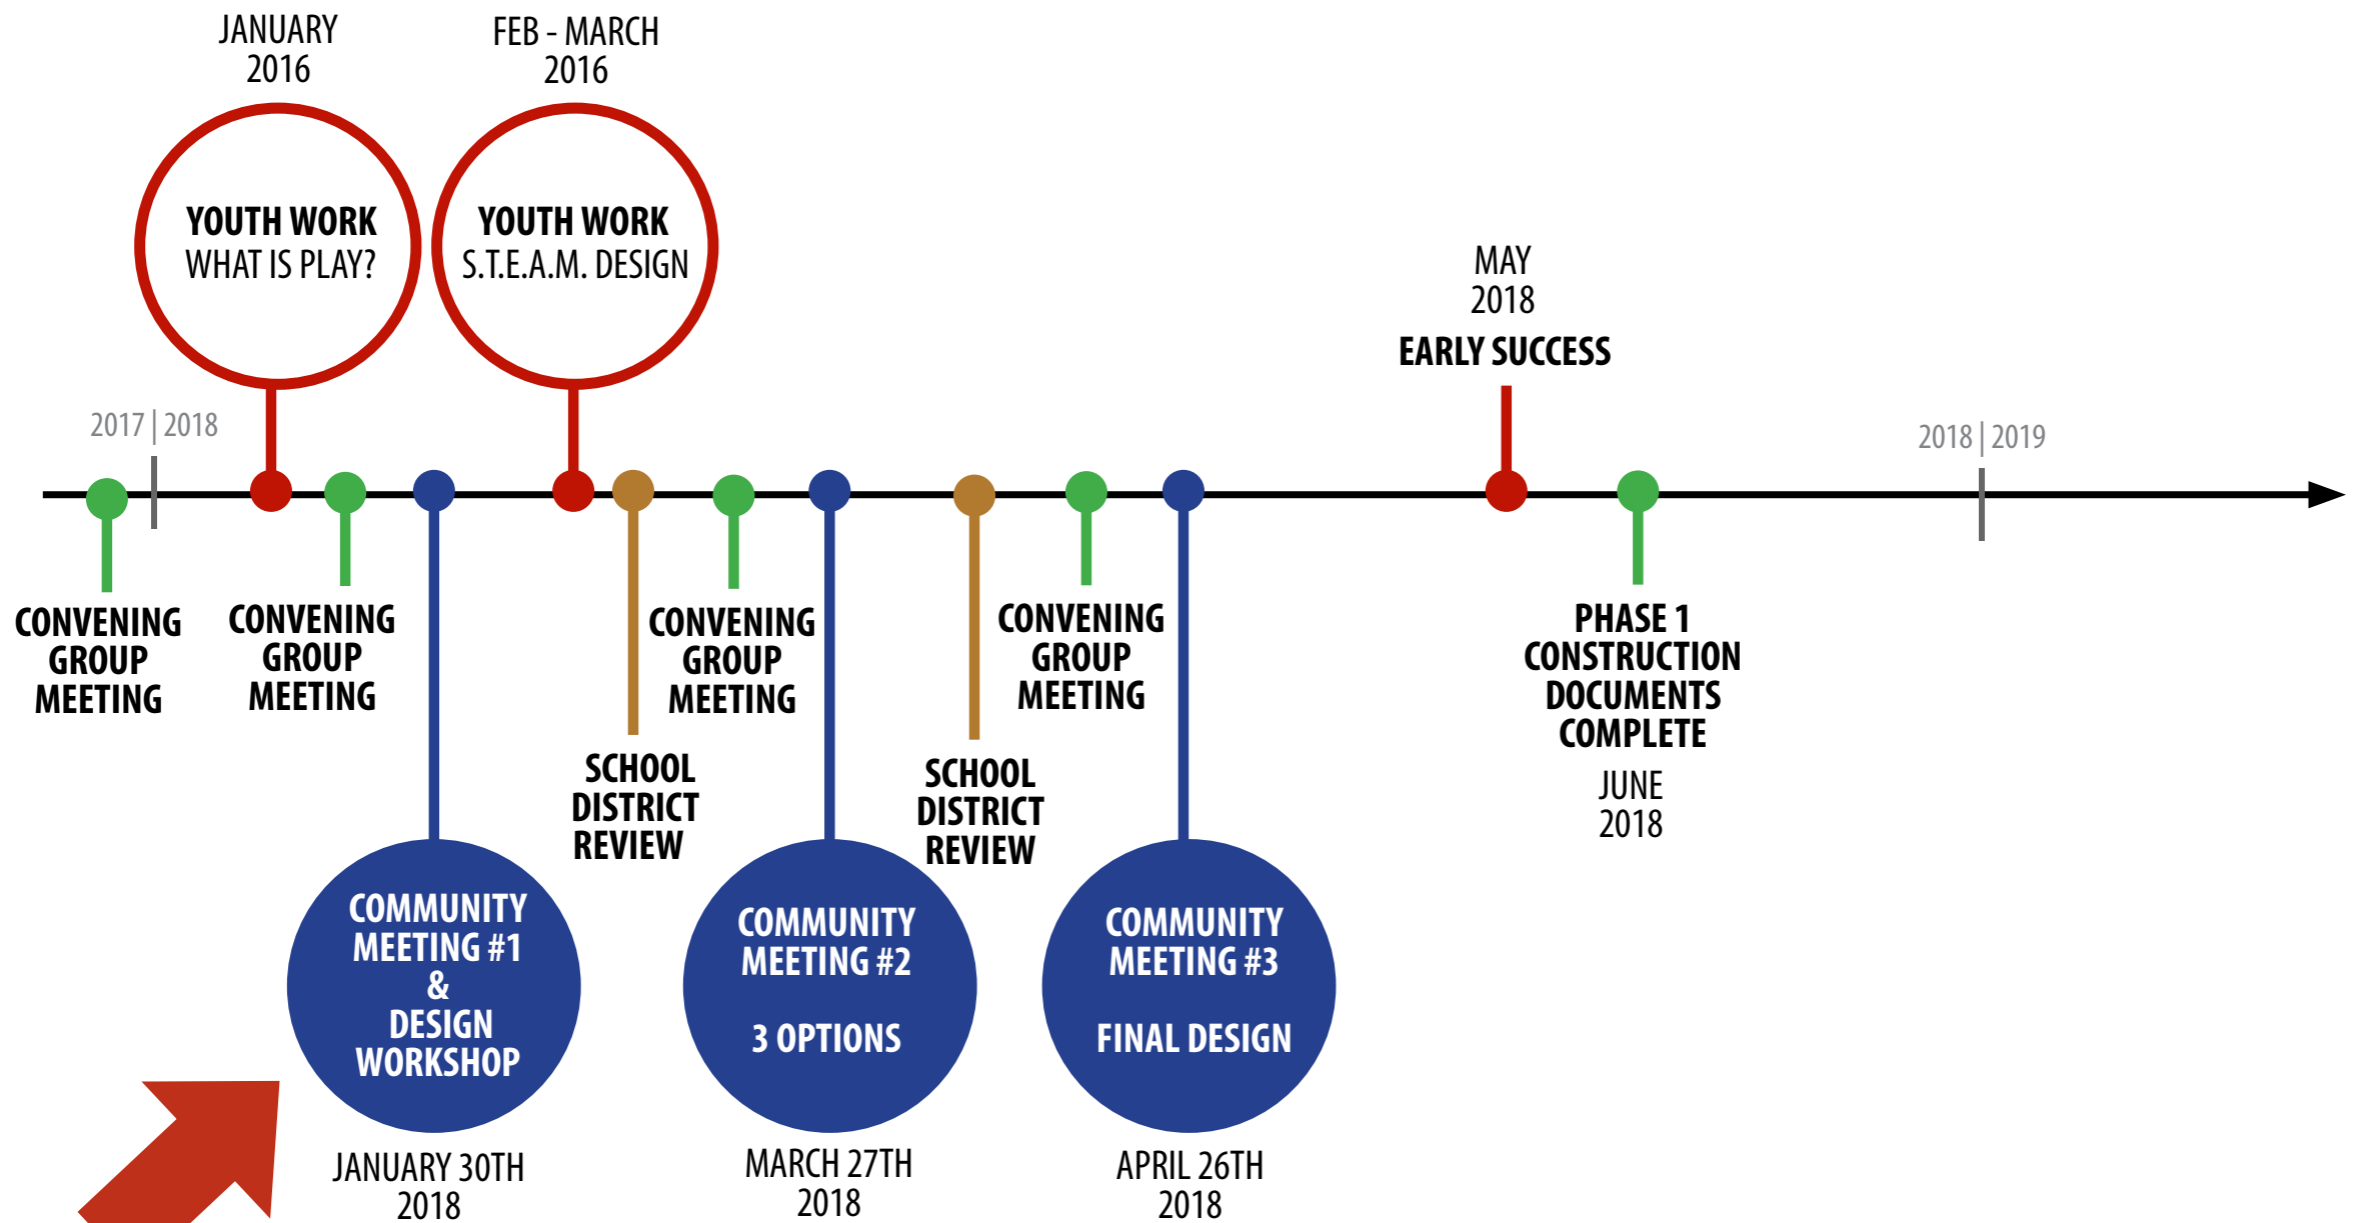 JANUARY
2016
FEB - MARCH
2016
YOUTH WORK
WHAT IS PLAY?
YOUTH WORK
S.T.E.A.M. DESIGN
MAY
2018
EARLY SUCCESS
2017 | 2018
2018 | 2019
CONVENING
GROUP
MEETING
CONVENING
GROUP
MEETING
CONVENING
GROUP
MEETING
CONVENING
GROUP
MEETING
PHASE 1
CONSTRUCTION
DOCUMENTS
COMPLETE
JUNE
2018
SCHOOL
DISTRICT
REVIEW
SCHOOL
DISTRICT
REVIEW
COMMUNITY
MEETING #1
&
DESIGN
WORKSHOP
JANUARY 30TH
2018
COMMUNITY
MEETING #2
3 OPTIONS
MARCH 27TH
2018
COMMUNITY
MEETING #3
FINAL DESIGN
APRIL 26TH
2018